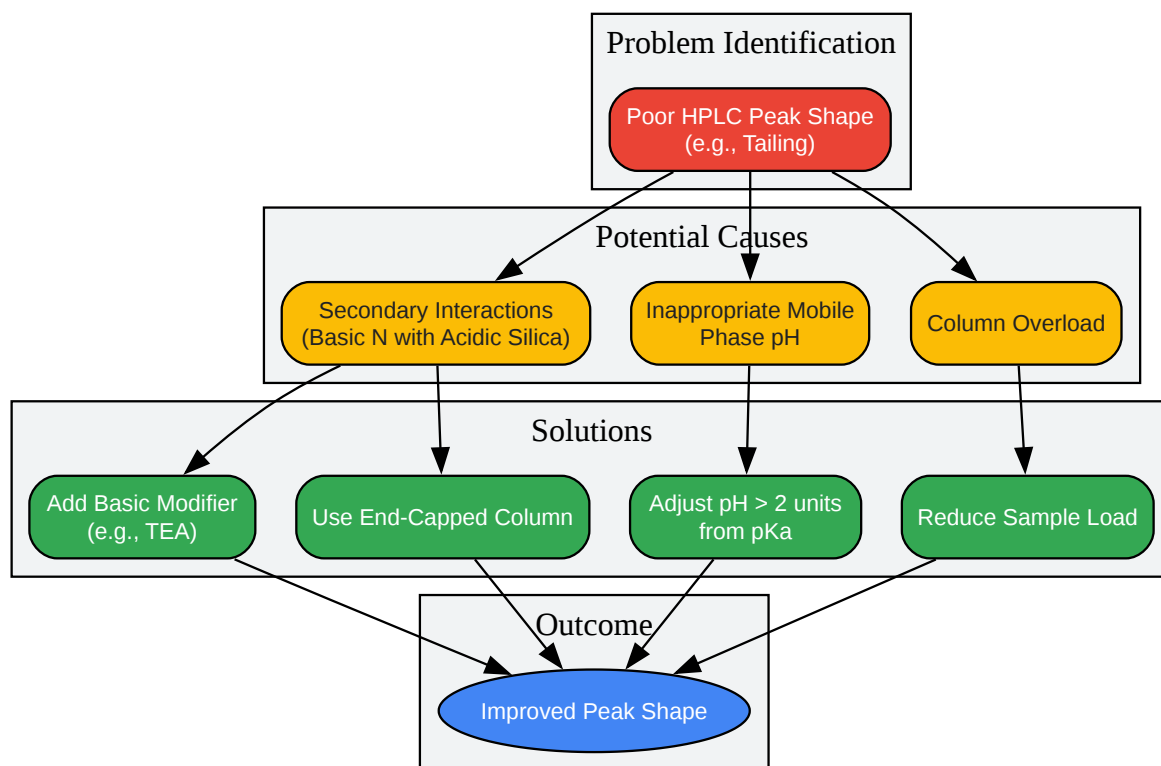 Problem Identification
Poor HPLC Peak Shape
(e.g., Tailing)
Potential Causes
Secondary Interactions
(Basic N with Acidic Silica)
Inappropriate Mobile
Phase pH
Column Overload
Solutions
Add Basic Modifier
(e.g., TEA)
Use End-Capped Column
Adjust pH > 2 units
from pKa
Reduce Sample Load
Outcome
Improved Peak Shape